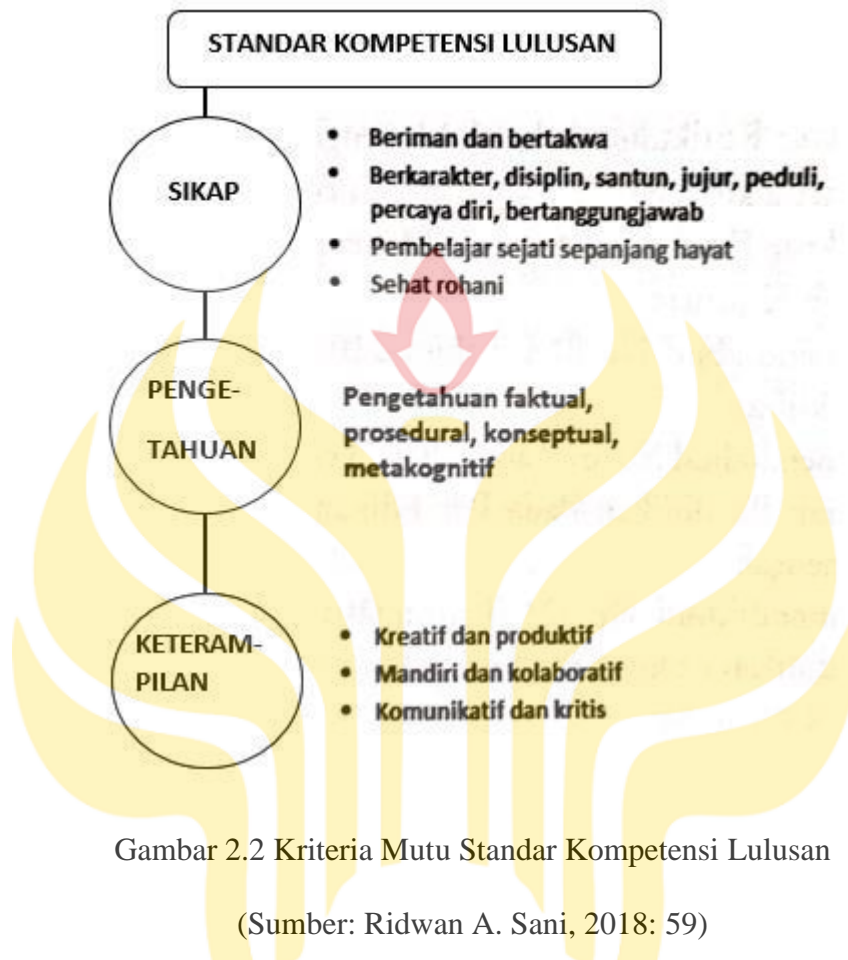 STANDAR KOMPETENSI LULUSAN
SIKAP
• Beriman dan bertakwa
• Berkarakter, disiplin, santun, jujur, peduli,
percaya diri, bertanggungjawab
• Pembelajar sejati sepanjang hayat
• Sehat rohani
PENGE-
TAHUAN
Pengetahuan faktual,
prosedural, konseptual,
metakognitif
KETERAM-
PILAN
• Kreatif dan produktif
• Mandiri dan kolaboratif
• Komunikatif dan kritis
Gambar 2.2 Kriteria Mutu Standar Kompetensi Lulusan
(Sumber: Ridwan A. Sani, 2018: 59)